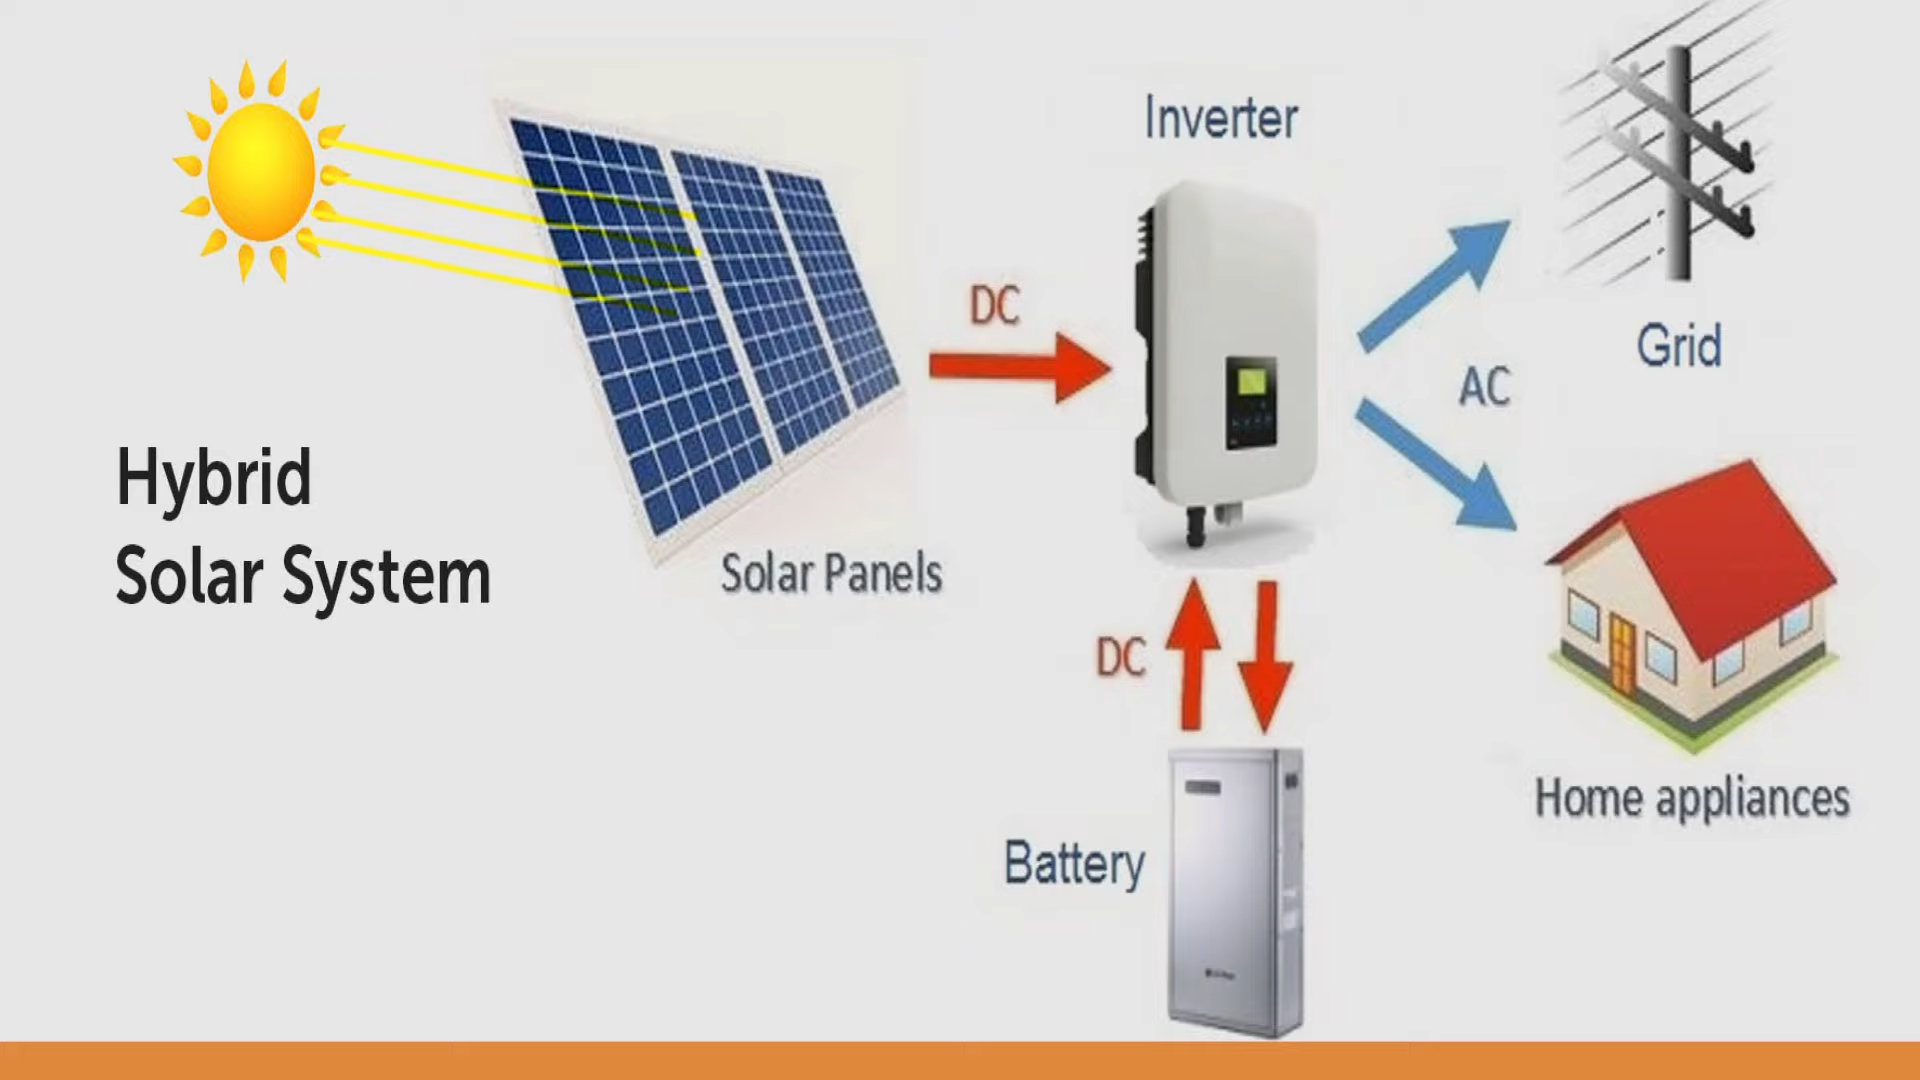 Inverter
DC
Grid
AC
Hybrid
Solar System
Solar Panels
DC
Home appliances
Battery